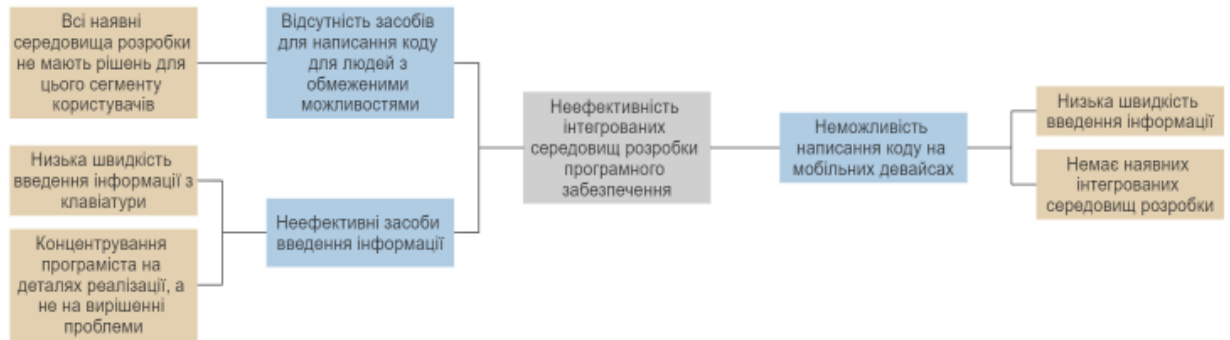 Всі наявні
середовища розробки
не мають рішень для
цього сегменту
користувачів
Відсутність засобів
для написання коду
для людей з
обмеженими
можливостями
Низька швидкість
введення інформації з
клавіатури
Концентрування
програміста на
деталях реалізації, а
не на вирішенні
проблеми
Неефективні засоби
введення інформації
Неефективність
інтегрованих
середовищ розробки
програмного
забезпечення
Неможливість
написання коду на
мобільних девайсах
Низька швидкість
введення інформації
Немає наявних
інтегрованих
середовищ розробки